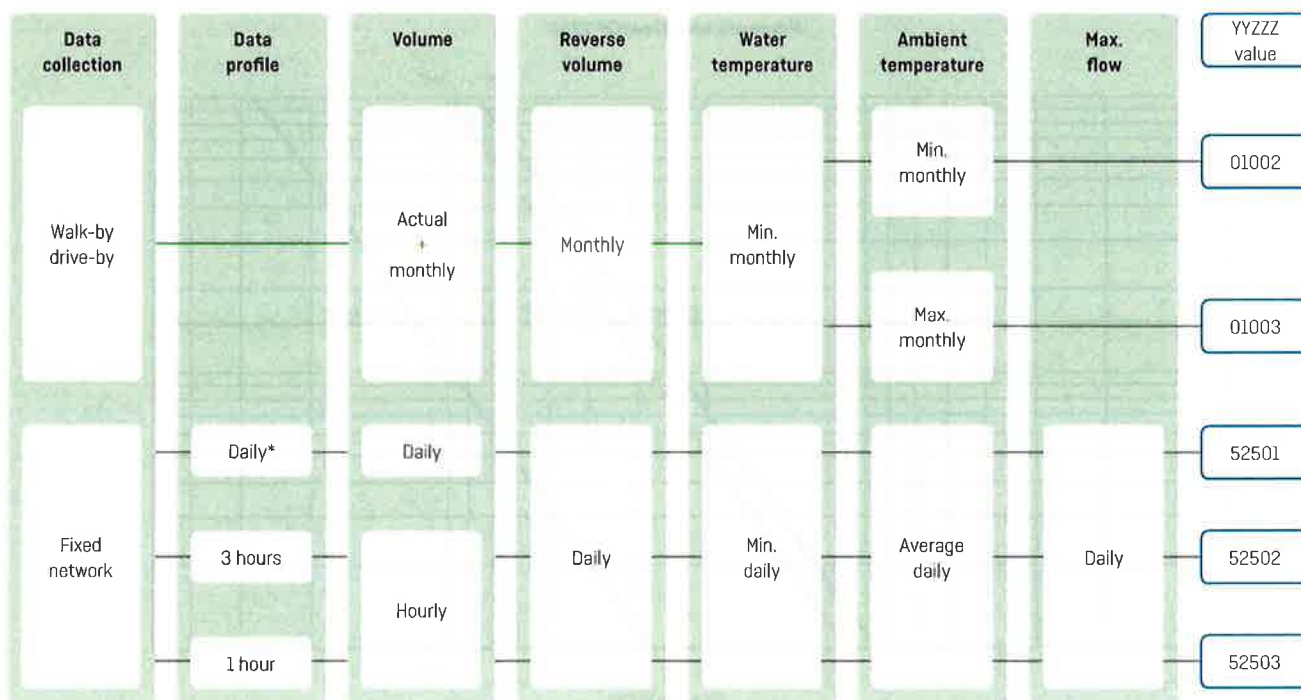 Data
collection
Data
profile
Volume
Reverse
volume
Water
temperature
Ambient
temperature
Max.
flow
YYZZZ
value
Walk-by
drive-by
Actual
+
monthly
Monthly
Min.
monthly
Min.
monthly
01002
Max.
monthly
01003
Fixed
network
Daily*
Daily
52501
3 hours
Hourly
Daily
Min.
daily
Average
daily
Daily
52502
1 hour
52503